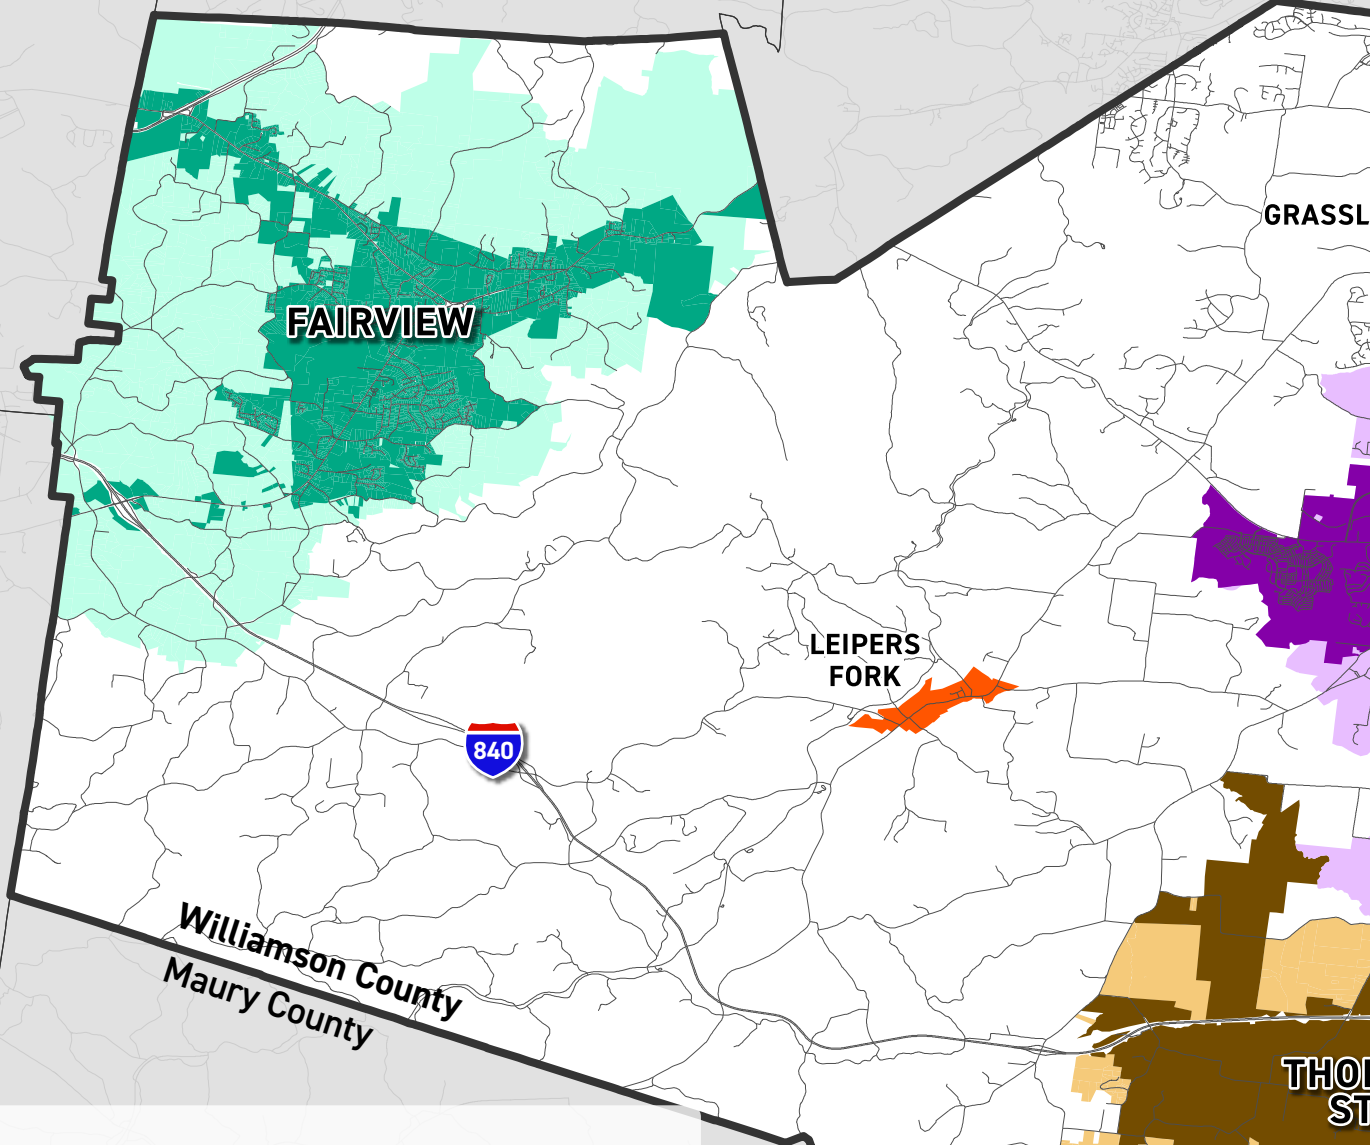 GRASSL
FAIRVIEW
LEIPERS
FORK
840
Williamson County
Maury County
THO
ST